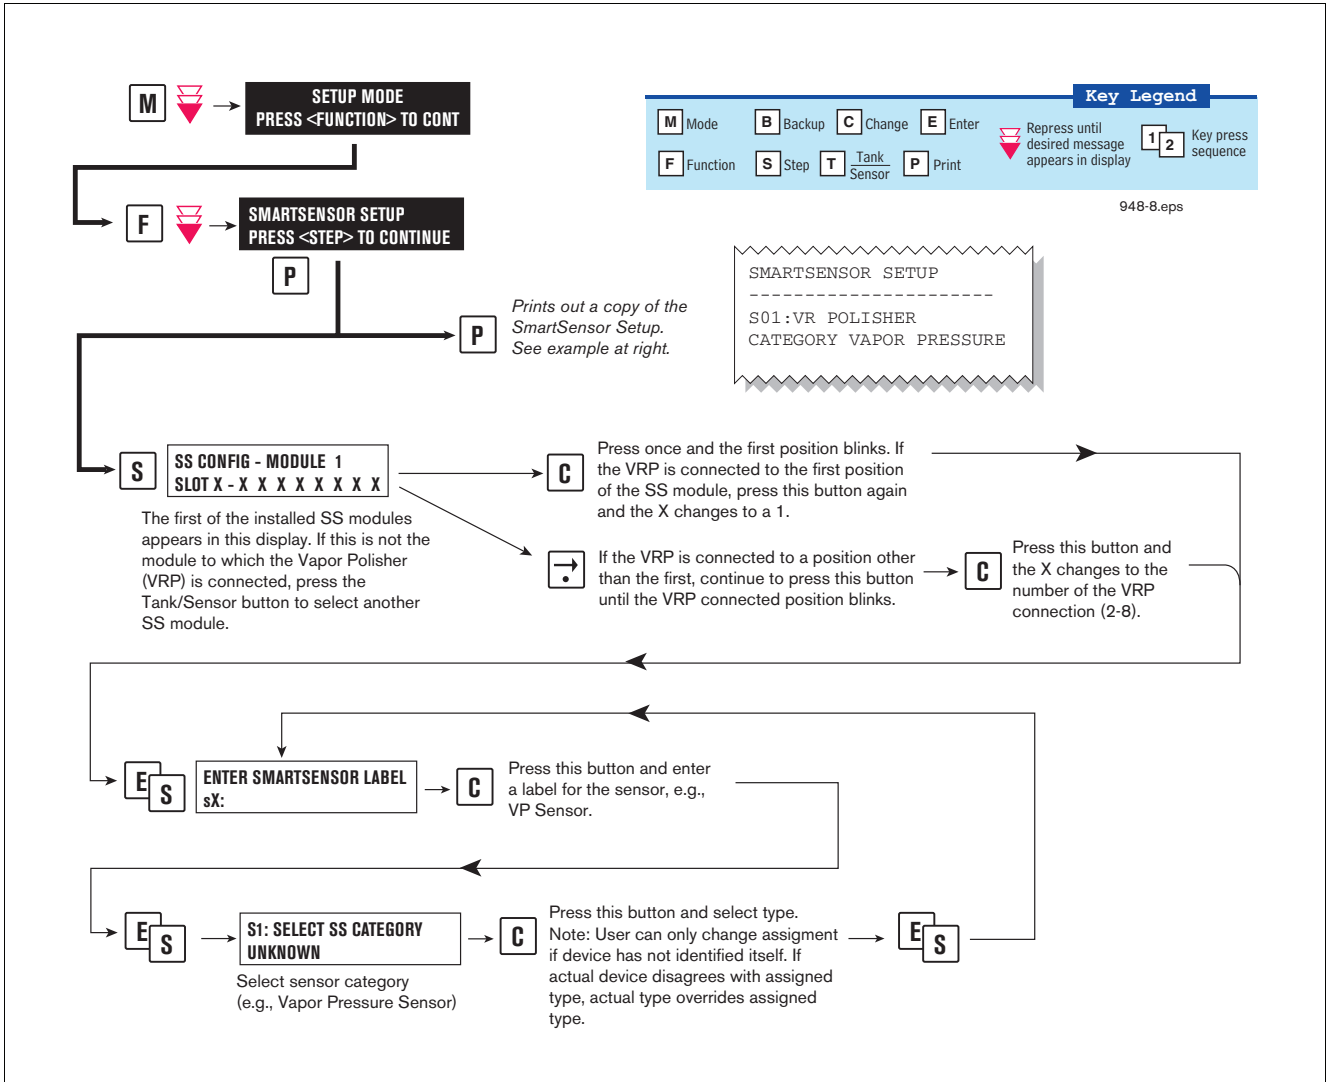 M
SETUP MODE
PRESS <FUNCTION> TO CONT
Key Legend
M Mode
B Backup
C Change
E Enter
F Function
S Step
T Tank
Sensor
P Print
Repress until
desired message
appears in display
1 2
Key press
sequence
948-8.eps
F
SMARTSENSOR SETUP
PRESS <STEP> TO CONTINUE
P
P
Prints out a copy of the
SmartSensor Setup.
See example at right.
SMARTSENSOR SETUP
----------------------
S01:VR POLISHER
CATEGORY VAPOR PRESSURE
S
SS CONFIG - MODULE 1
SLOT X - X X X X X X X X
The first of the installed SS modules
appears in this display. If this is not the
module to which the Vapor Polisher
(VRP) is connected, press the
Tank/Sensor button to select another
SS module.
C
Press once and the first position blinks. If
the VRP is connected to the first position
of the SS module, press this button again
and the X changes to a 1.
If the VRP is connected to a position other
than the first, continue to press this button
until the VRP connected position blinks.
C
Press this button and
the X changes to the
number of the VRP
connection (2-8).
E S
ENTER SMARTSENSOR LABEL
sX:
C
Press this button and enter
a label for the sensor, e.g.,
VP Sensor.
E S
S1: SELECT SS CATEGORY
UNKNOWN
Select sensor category
(e.g., Vapor Pressure Sensor)
C
Press this button and select type.
Note: User can only change assigment
if device has not identified itself. If
actual device disagrees with assigned
type, actual type overrides assigned
type.
E S